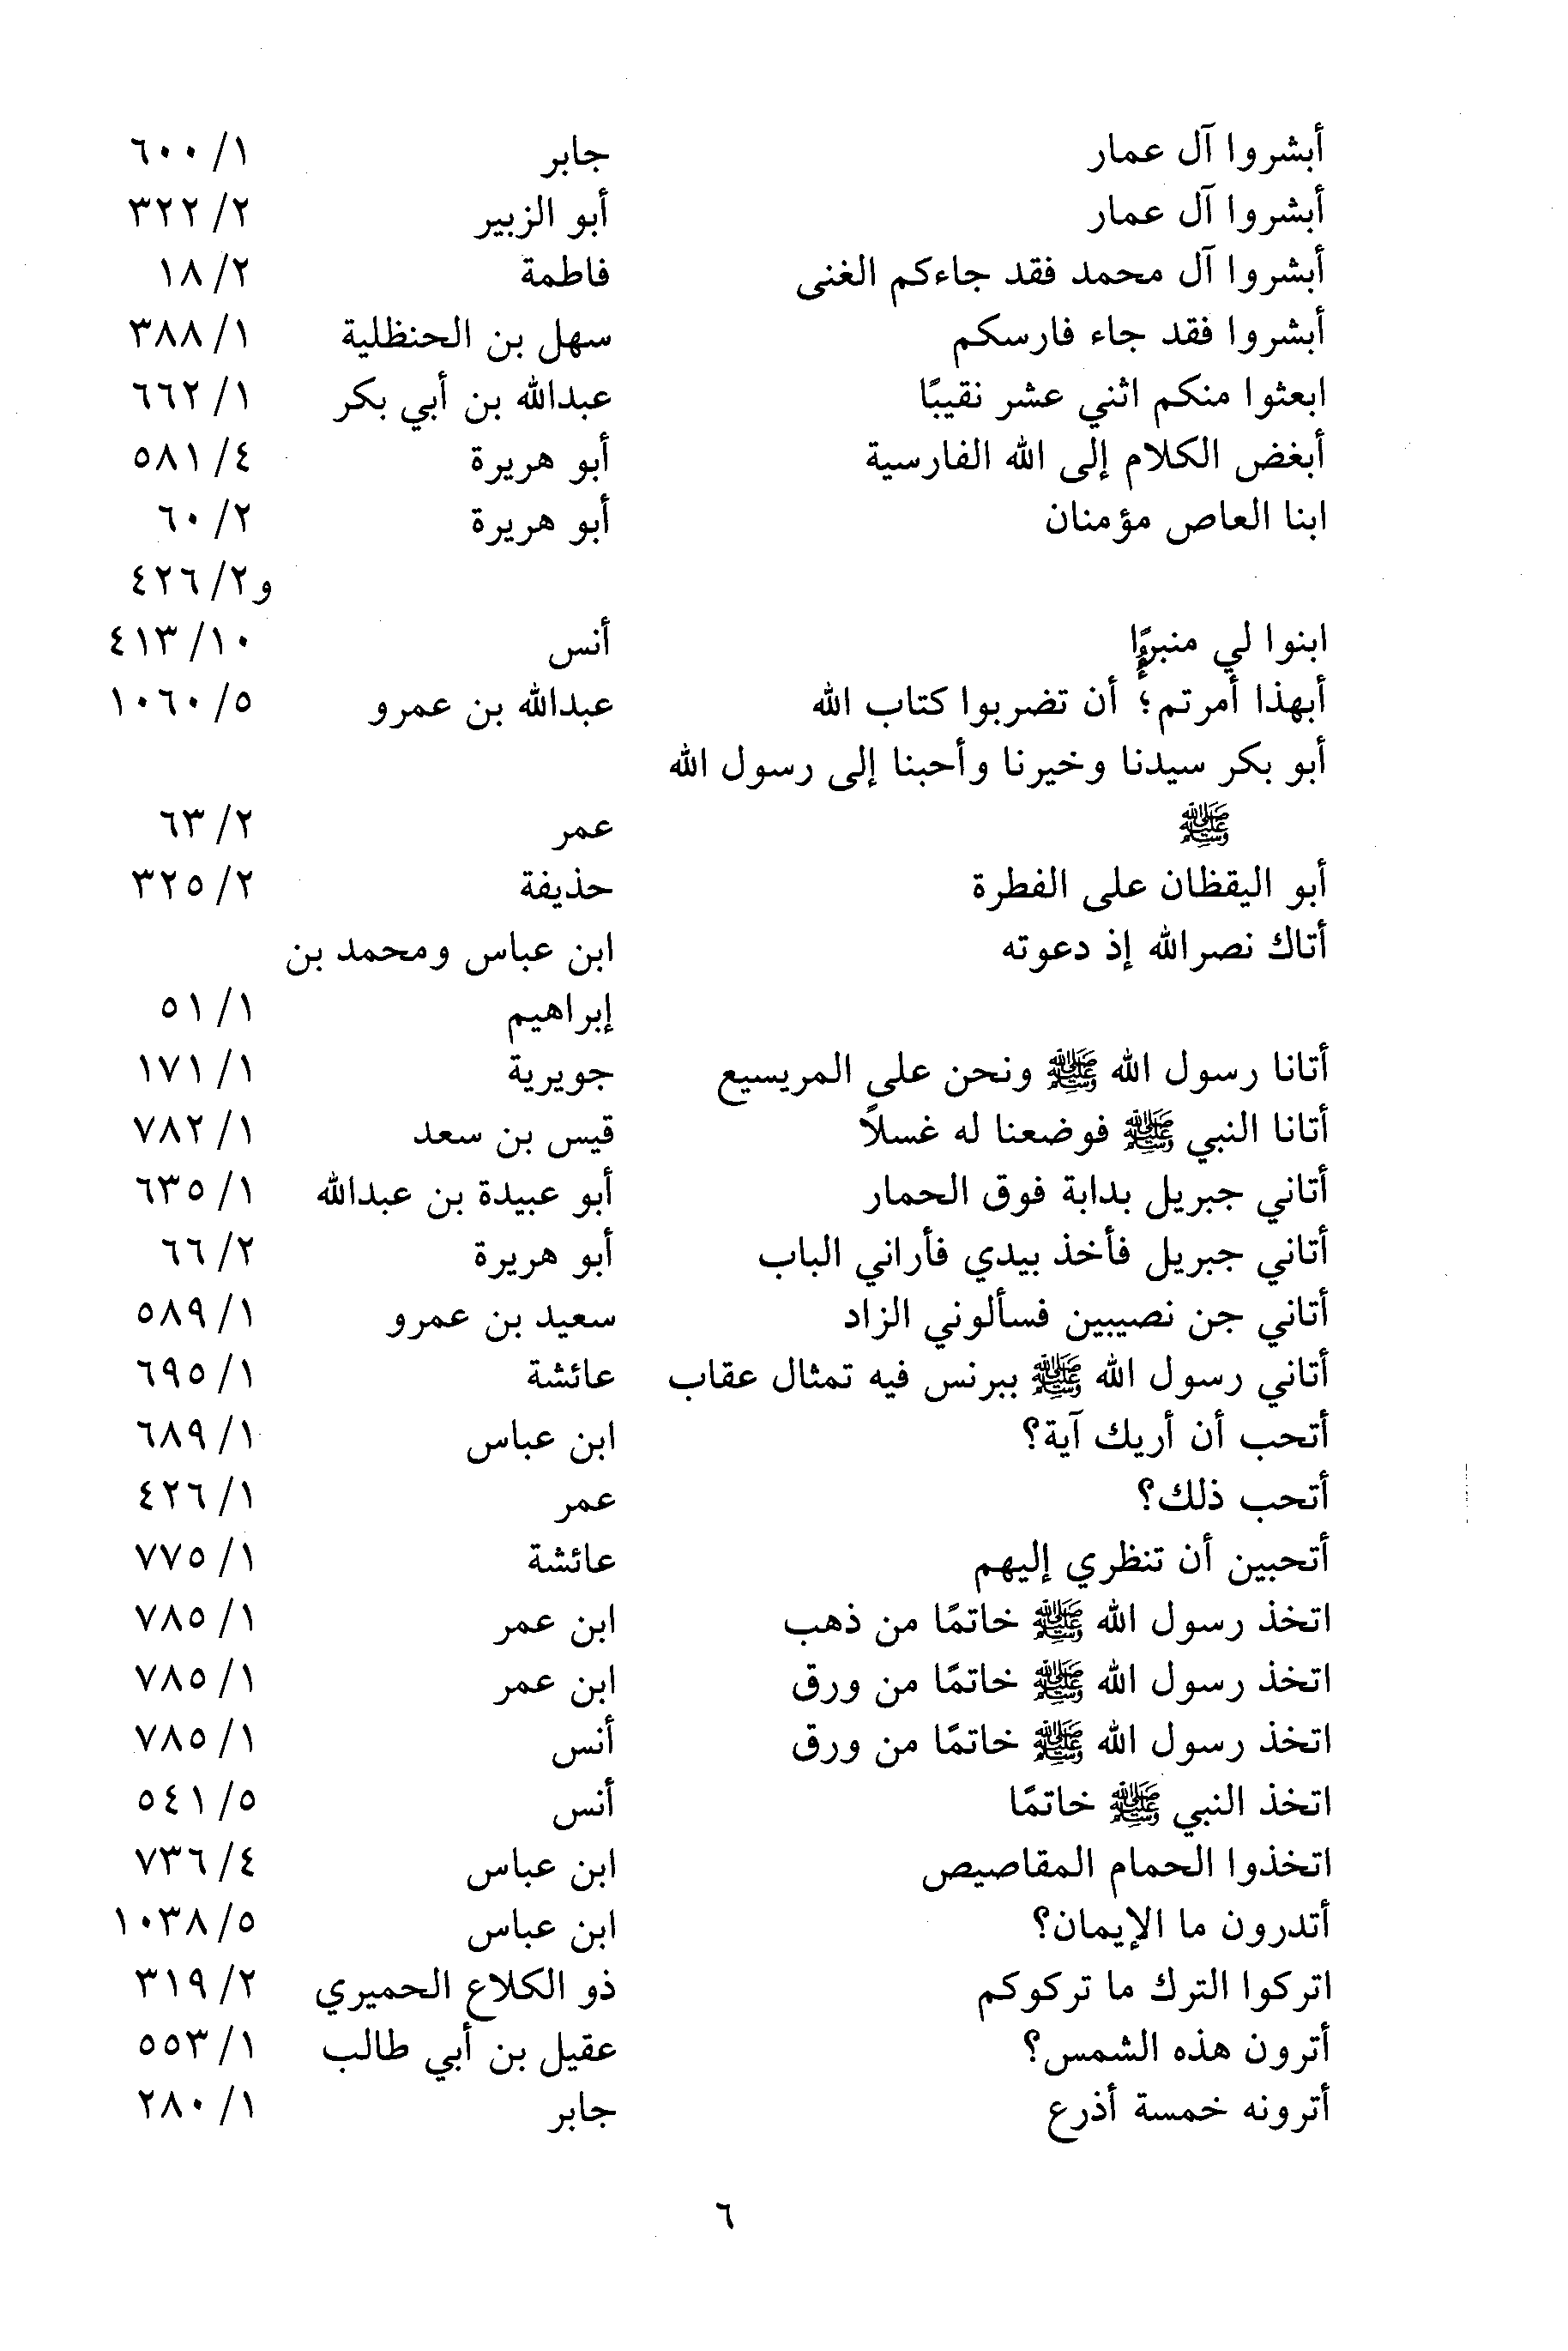 أبشروا آل عمار جابر ١/ ٦٠٠
أبشروا آل عمار أبو الزبير ٢/ ٣٢٢
أبشروا آل محمد فقد جاءكم الغنى فاطمة ٢/ ١٨
أبشروا فقد جاء فارسكم سهل بن الحنظلية ١/ ٣٨٨
ابعثوا منكم اثني عشر نقيبًا عبدالله بن أبي بكر ١/ ٦٦٢
أبغض الكلام إلى الله الفارسية أبو هريرة ٤/ ٥٨١
ابنا العاص مؤمنان أبو هريرة ٢/ ٦٠
و٢/ ٤٢٦
ابنوا لي منبرًا أنس ١٠/ ٤١٣
أبهذا أمرتم؛ أن تضربوا كتاب الله عبدالله بن عمرو ٥/ ١٠٦٠
أبو بكر سيدنا وخيرنا وأحبنا إلى رسول الله
ﷺ عمر ٢/ ٦٣
أبو اليقظان على الفطرة حذيفة ٢/ ٣٢٥
أتاك نصرالله إذ دعوته ابن عباس ومحمد بن
إبراهيم ١/ ٥١
أتانا رسول الله ﷺ ونحن على المريسيع جويرية ١/ ١٧١
أتانا النبي ﷺ فوضعنا له غسلاً قيس بن سعد ١/ ٧٨٢
أتاني جبريل بدابة فوق الحمار أبو عبيدة بن عبدالله ١/ ٦٣٥
أتاني جبريل فأخذ بيدي فأراني الباب أبو هريرة ٢/ ٦٦
أتاني جن نصيبين فسألوني الزاد سعيد بن عمرو ١/ ٥٨٩
أتاني رسول الله ﷺ ببرنس فيه تمثال عقاب عائشة ١/ ٦٩٥
أتحب أن أريك آية؟ ابن عباس ١/ ٦٨٩
أتحب ذلك؟ عمر ١/ ٤٢٦
أتحبين أن تنظري إليهم عائشة ١/ ٧٧٥
اتخذ رسول الله ﷺ خاتمًا من ذهب ابن عمر ١/ ٧٨٥
اتخذ رسول الله ﷺ خاتمًا من ورق ابن عمر ١/ ٧٨٥
اتخذ رسول الله ﷺ خاتمًا من ورق أنس ١/ ٧٨٥
اتخذ النبي ﷺ خاتمًا أنس ٥/ ٥٤١
اتخذوا الحمام المقاصيص ابن عباس ٤/ ٧٣٦
أتدرون ما الإيمان؟ ابن عباس ٥/ ١٠٣٨
اتركوا الترك ما تركوكم ذو الكلاع الحميري ٢/ ٣١٩
أترون هذه الشمس؟ عقيل بن أبي طالب ١/ ٥٥٣
أترونه خمسة أذرع جابر ١/ ٢٨٠
٦